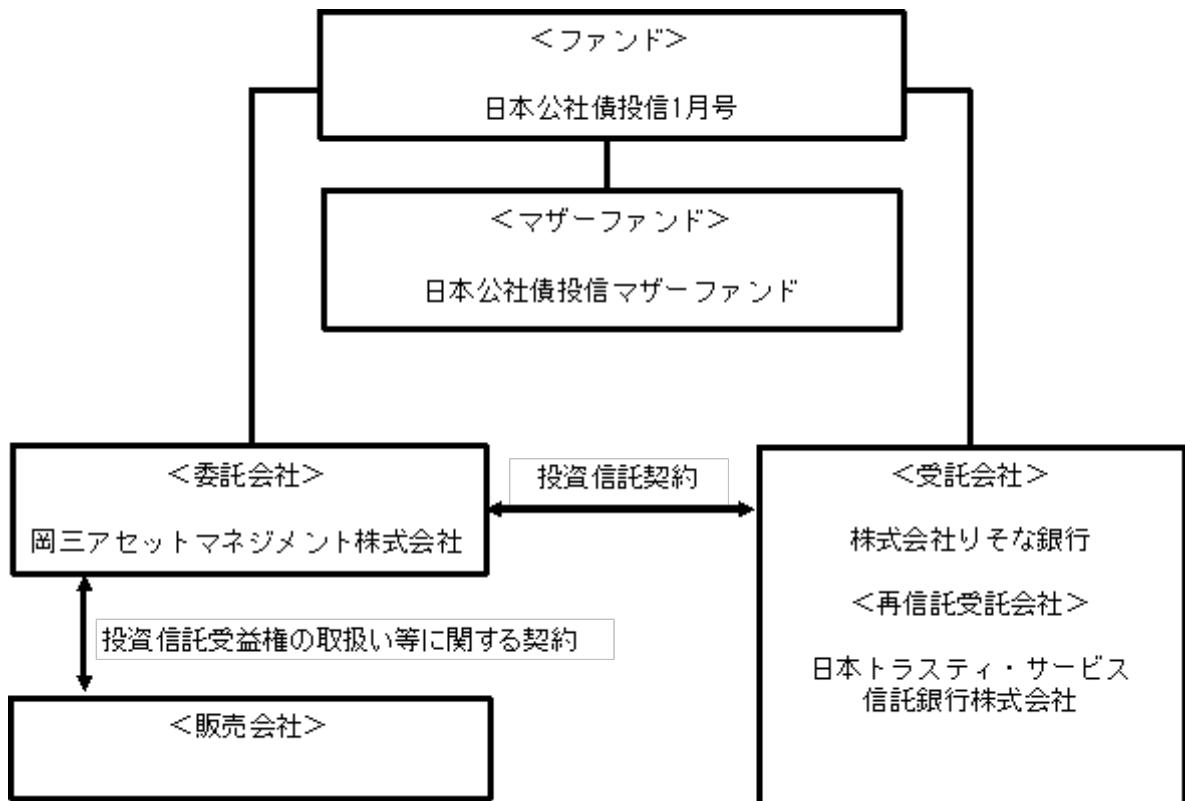 ＜ファンド＞
日本公社債投信1月号
＜マザーファンド＞
日本公社債投信マザーファンド
＜委託会社＞
岡三アセットマネジメント株式会社
投資信託契約
＜受託会社＞
株式会社りそな銀行
＜再信託受託会社＞
日本トラスティ・サービス
信託銀行株式会社
投資信託受益権の取扱い等に関する契約
＜販売会社＞